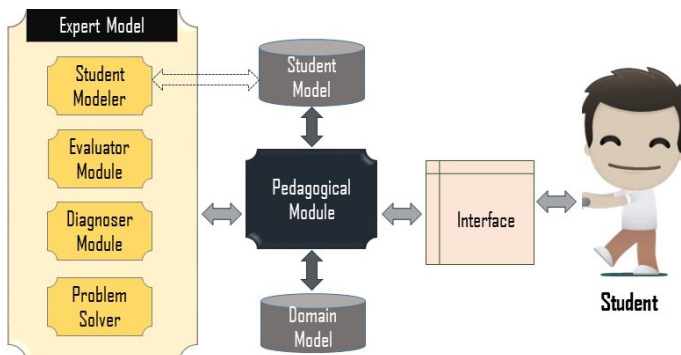 Expert Model
Student
Modeler
Evaluator
Module
Diagnoser
Module
Problem
Solver
Student
Model
Pedagogical
Module
Domain
Model
Interface
Student